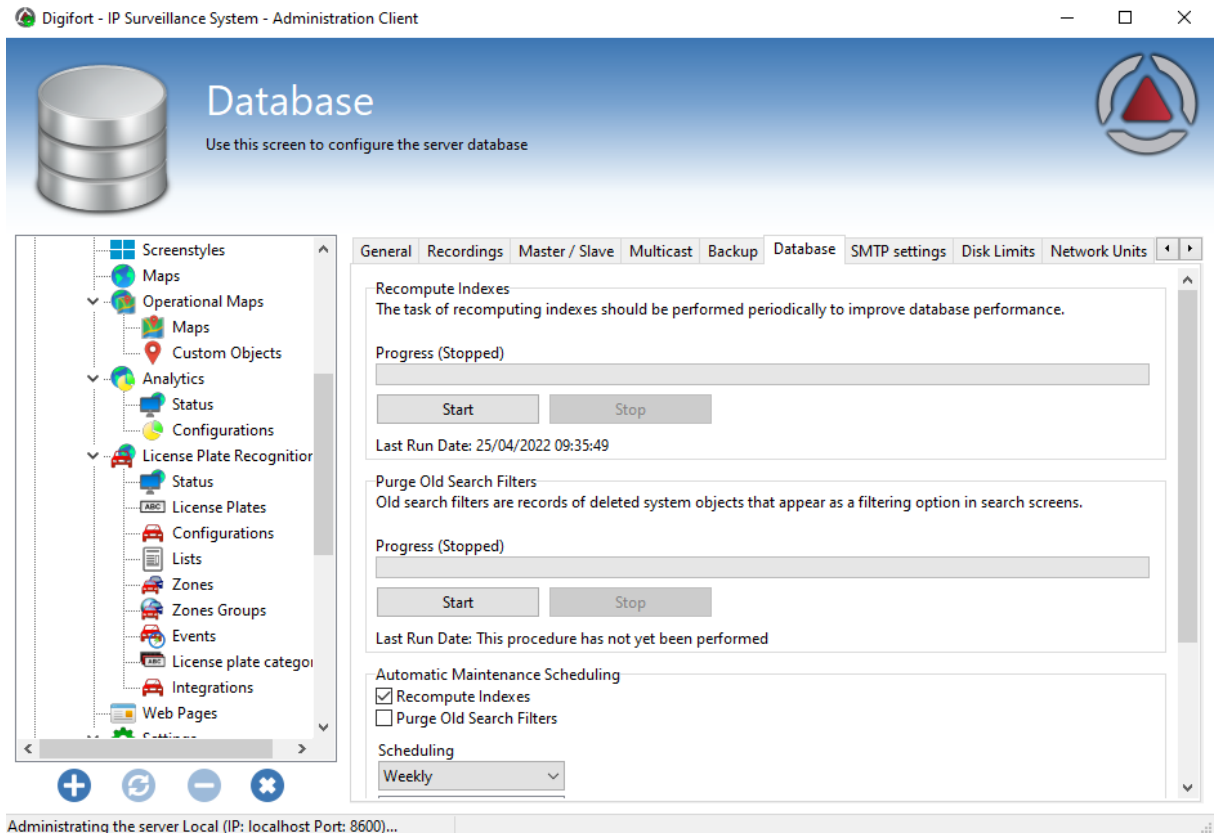 Digifort - IP Surveillance System - Administration Client
Database
Use this screen to configure the server database
Screenstyles
Maps
Operational Maps
Maps
Custom Objects
Analytics
Status
Configurations
License Plate Recognition
Status
ABC License Plates
Configurations
Lists
Zones
Zones Groups
Events
ABC License plate categor
Integrations
Web Pages
Settings
General Recordings Master / Slave Multicast Backup Database SMTP settings Disk Limits Network Units
Recompute Indexes
The task of recomputing indexes should be performed periodically to improve database performance.
Progress (Stopped)
Start Stop
Last Run Date: 25/04/2022 09:35:49
Purge Old Search Filters
Old search filters are records of deleted system objects that appear as a filtering option in search screens.
Progress (Stopped)
Start Stop
Last Run Date: This procedure has not yet been performed
Automatic Maintenance Scheduling
Recompute Indexes
Purge Old Search Filters
Scheduling
Weekly
Administrating the server Local (IP: localhost Port: 8600)...